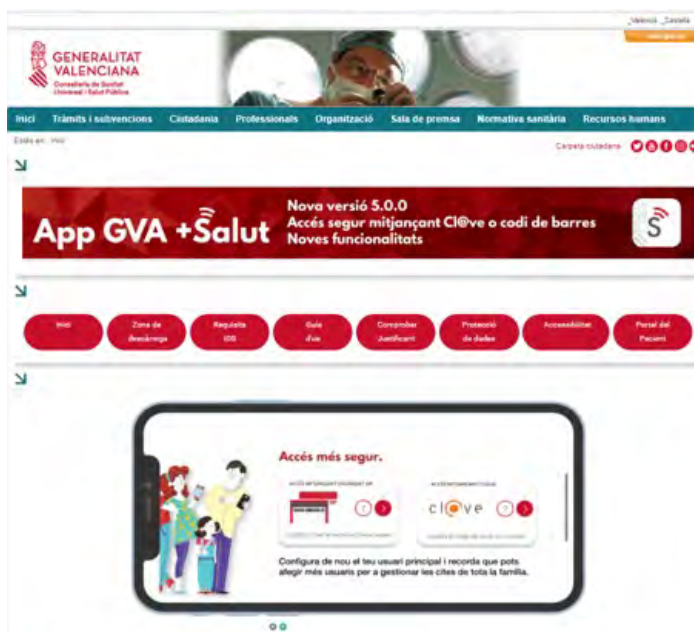 _Valencià _Castellà
GENERALITAT
VALENCIANA
Conselleria de Sanitat
Universal i Salut Pública
Inici Tràmits i subvencions Ciutadania Professionals Organització Sala de premsa Normativa sanitària Recursos humans
Estàs en: Inici
Carpeta ciutadana
App GVA +Salut
Nova versió 5.0.0
Accés segur mitjançant Cl@ve o codi de barres
Noves funcionalitats
S
Inici
Zona de
descàrrega
Requisits
iOS
Guia
d'ús
Comprobar
Justificant
Protecció
de dades
Accessibilitat
Portal del
Pacient
Accés més segur.
cl@ve
Configura de nou el teu usuari principal i recorda que pots
afegir més usuaris per a gestionar les cites de tota la família.